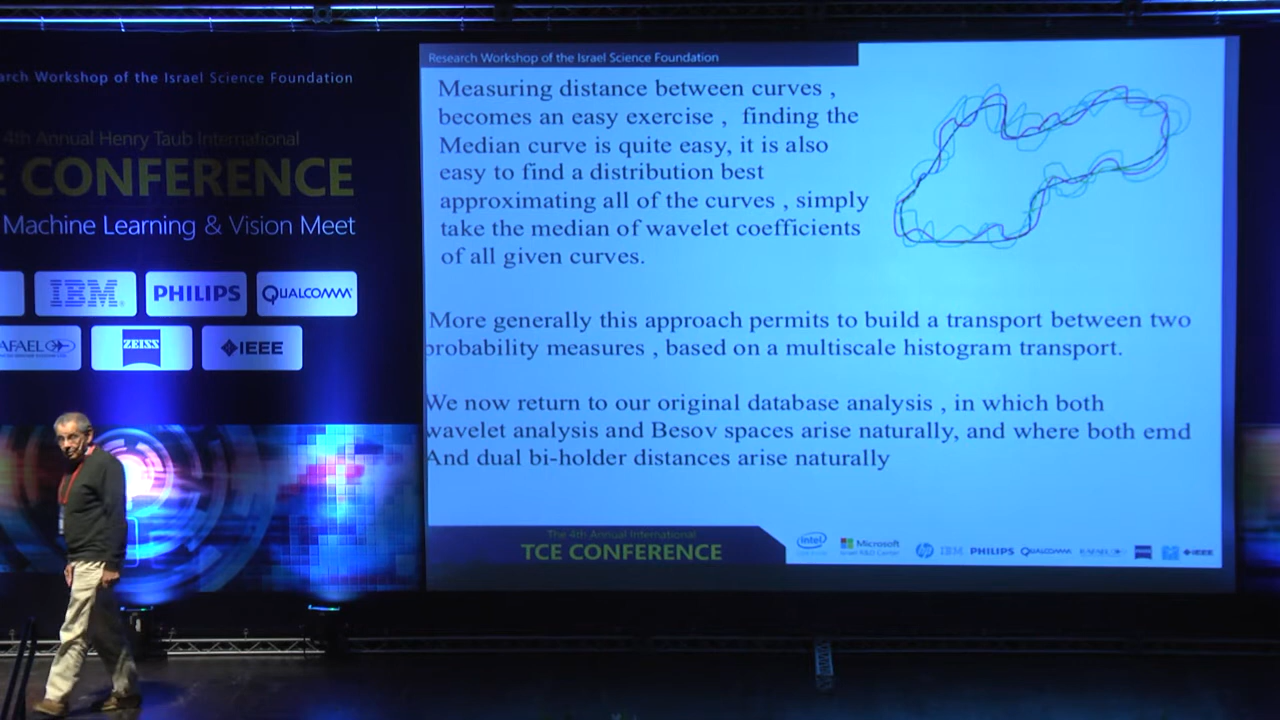 arch Workshop of the Israel Science Foundation
4th Annual Henry Taub International
E CONFERENCE
Machine Learning & Vision Meet
IBM
PHILIPS
QUALCOMM
AFAEL
ZEISS
IEEE
Research Workshop of the Israel Science Foundation
Measuring distance between curves ,
becomes an easy exercise , finding the
Median curve is quite easy, it is also
easy to find a distribution best
approximating all of the curves , simply
take the median of wavelet coefficients
of all given curves.
More generally this approach permits to build a transport between two
probability measures , based on a multiscale histogram transport.
We now return to our original database analysis , in which both
wavelet analysis and Besov spaces arise naturally, and where both emd
And dual bi-holder distances arise naturally
The 4th Annual International
TCE CONFERENCE
intel
Microsoft
Israel R&D Center
hp
IBM
PHILIPS
QUALCOMM
RAFAEL
IEEE